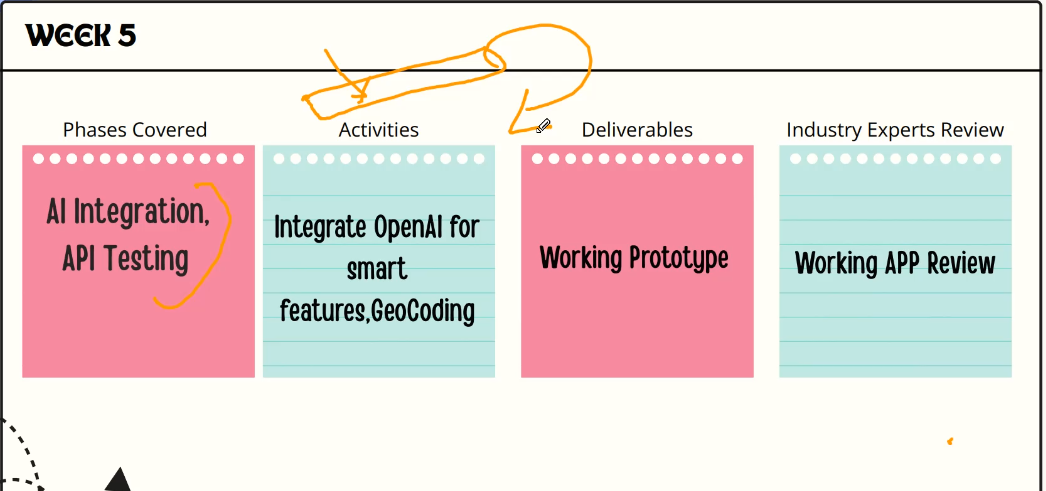 WEEK 5
Phases Covered
Activities
Deliverables
Industry Experts Review
AI Integration,
API Testing
Integrate OpenAI for
smart
features,GeoCoding
Working Prototype
Working APP Review